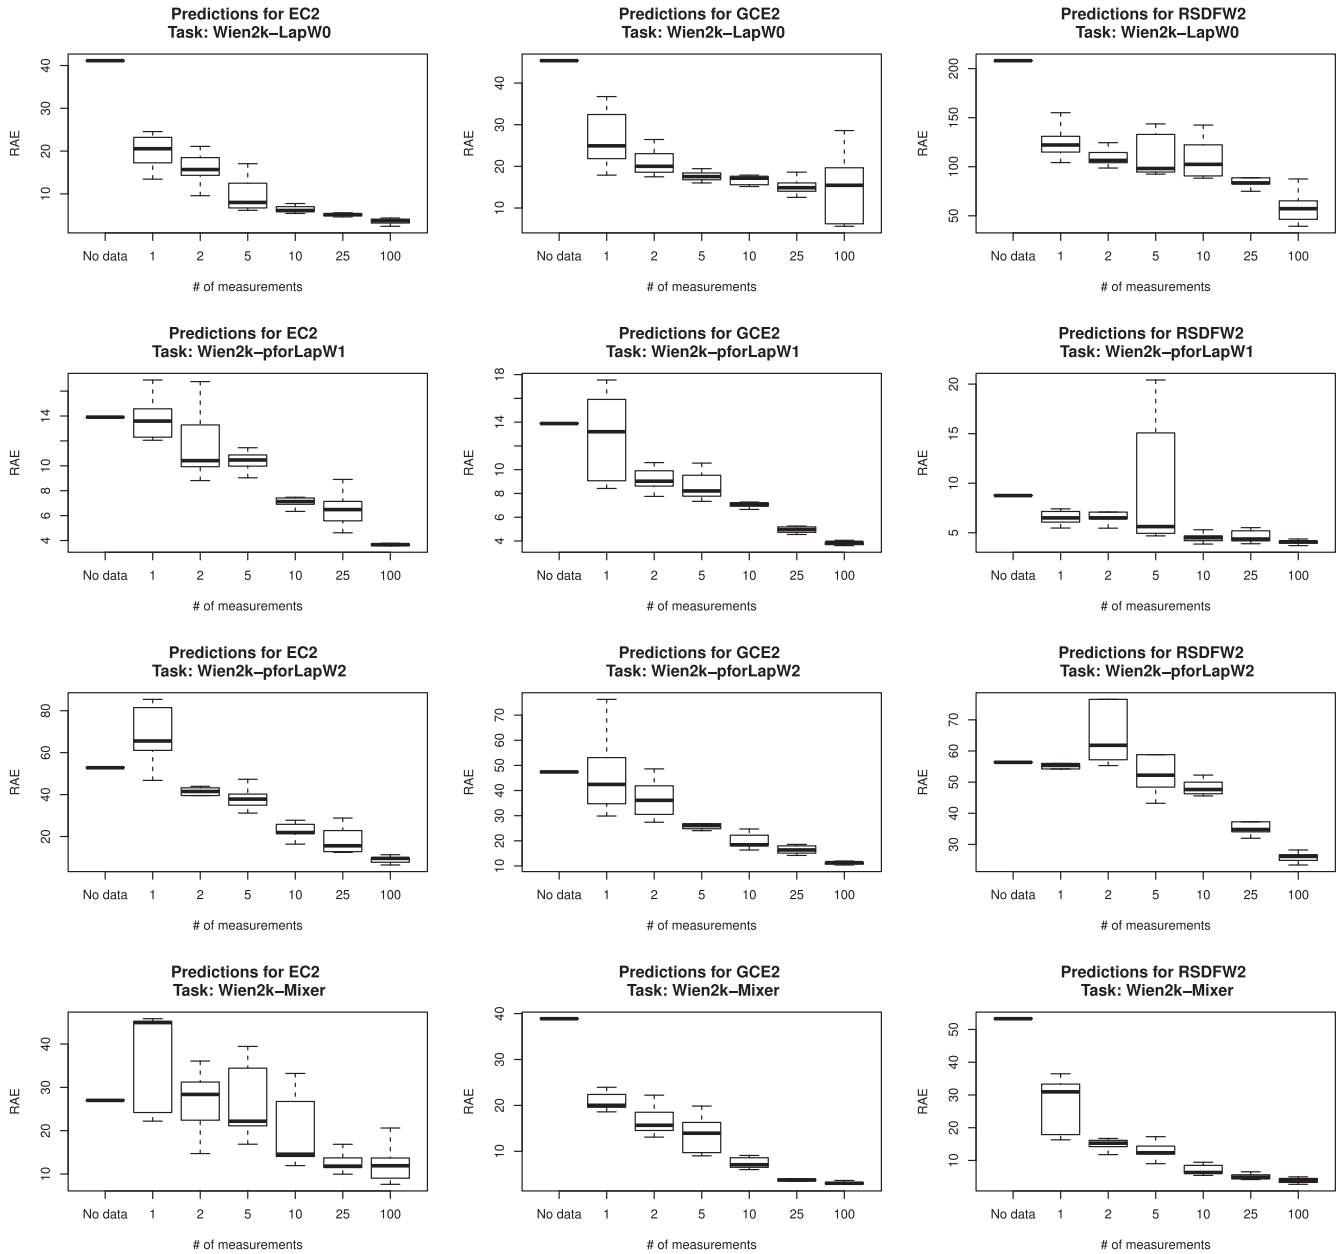 Predictions for EC2
Task: Wien2k−LapW0
RAE
40
30
20
10
No data 1 2 5 10 25 100
# of measurements
Predictions for GCE2
Task: Wien2k−LapW0
RAE
40
30
20
10
No data 1 2 5 10 25 100
# of measurements
Predictions for RSDFW2
Task: Wien2k−LapW0
RAE
200
150
100
50
No data 1 2 5 10 25 100
# of measurements
Predictions for EC2
Task: Wien2k−pforLapW1
RAE
14
10
8
6
4
No data 1 2 5 10 25 100
# of measurements
Predictions for GCE2
Task: Wien2k−pforLapW1
RAE
18
14
10
8
6
4
No data 1 2 5 10 25 100
# of measurements
Predictions for RSDFW2
Task: Wien2k−pforLapW1
RAE
20
15
10
5
No data 1 2 5 10 25 100
# of measurements
Predictions for EC2
Task: Wien2k−pforLapW2
RAE
80
60
40
20
No data 1 2 5 10 25 100
# of measurements
Predictions for GCE2
Task: Wien2k−pforLapW2
RAE
70
60
50
40
30
20
10
No data 1 2 5 10 25 100
# of measurements
Predictions for RSDFW2
Task: Wien2k−pforLapW2
RAE
70
60
50
40
30
No data 1 2 5 10 25 100
# of measurements
Predictions for EC2
Task: Wien2k−Mixer
RAE
40
30
20
10
No data 1 2 5 10 25 100
# of measurements
Predictions for GCE2
Task: Wien2k−Mixer
RAE
40
30
20
10
No data 1 2 5 10 25 100
# of measurements
Predictions for RSDFW2
Task: Wien2k−Mixer
RAE
50
40
30
20
10
No data 1 2 5 10 25 100
# of measurements